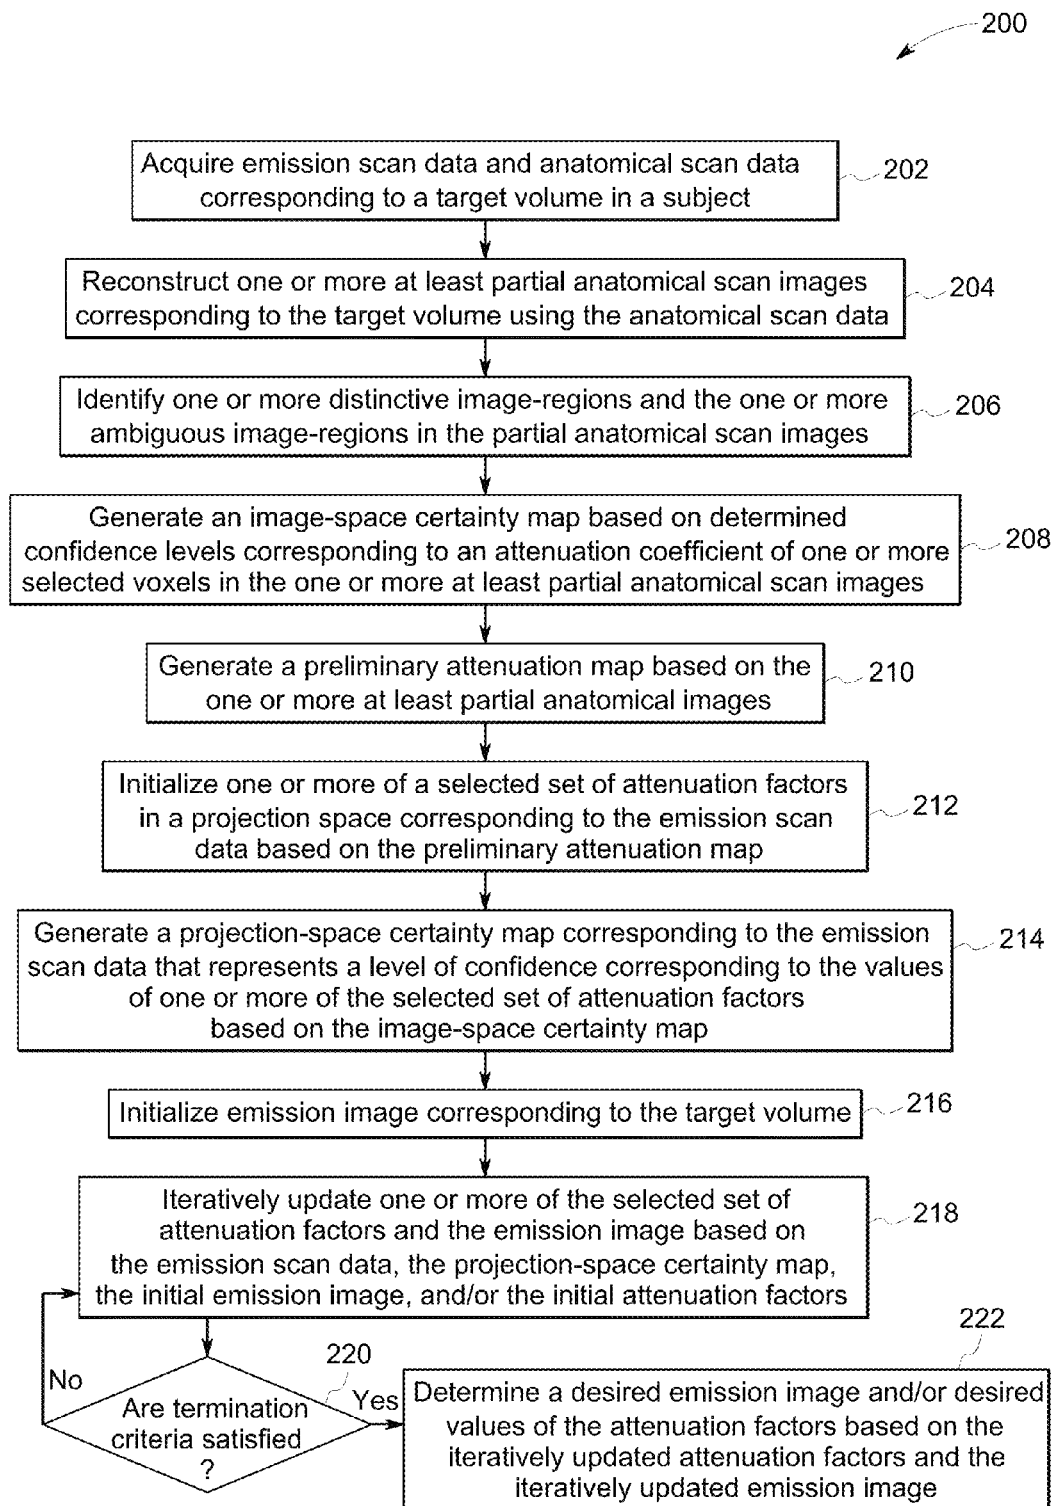 200
Acquire emission scan data and anatomical scan data
corresponding to a target volume in a subject
202
Reconstruct one or more at least partial anatomical scan images
corresponding to the target volume using the anatomical scan data
204
Identify one or more distinctive image-regions and the one or more
ambiguous image-regions in the partial anatomical scan images
206
Generate an image-space certainty map based on determined
confidence levels corresponding to an attenuation coefficient of one or more
selected voxels in the one or more at least partial anatomical scan images
208
Generate a preliminary attenuation map based on the
one or more at least partial anatomical images
210
Initialize one or more of a selected set of attenuation factors
in a projection space corresponding to the emission scan
data based on the preliminary attenuation map
212
Generate a projection-space certainty map corresponding to the emission
scan data that represents a level of confidence corresponding to the values
of one or more of the selected set of attenuation factors
based on the image-space certainty map
214
Initialize emission image corresponding to the target volume
216
Iteratively update one or more of the selected set of
attenuation factors and the emission image based on
the emission scan data, the projection-space certainty map,
the initial emission image, and/or the initial attenuation factors
218
220
No
Are termination
criteria satisfied
?
Yes
222
Determine a desired emission image and/or desired
values of the attenuation factors based on the
iteratively updated attenuation factors and the
iteratively updated emission image